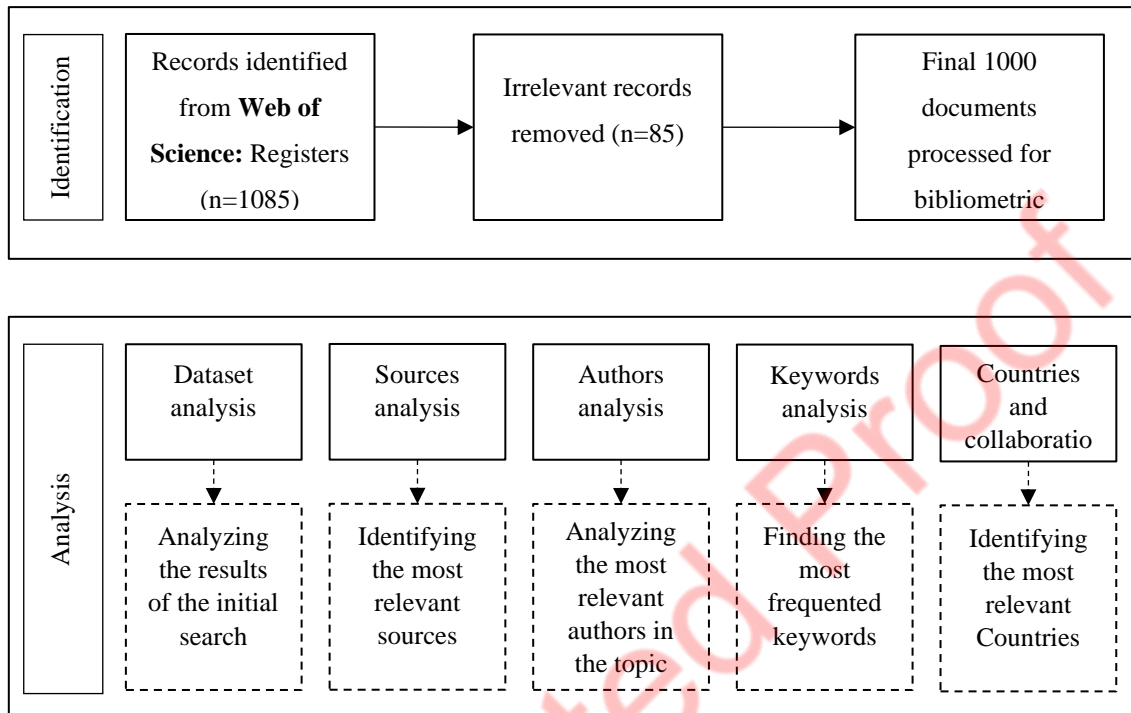 Identification
Records identified
from Web of
Science: Registers
(n=1085)
Irrelevant records
removed (n=85)
Final 1000
documents
processed for
bibliometric
Analysis
Dataset
analysis
Sources
analysis
Authors
analysis
Keywords
analysis
Countries
and
collaboratio
Analyzing
the results
of the initial
search
Identifying
the most
relevant
sources
Analyzing
the most
relevant
authors in
the topic
Finding the
most
frequented
keywords
Identifying
the most
relevant
Countries
ted Proof